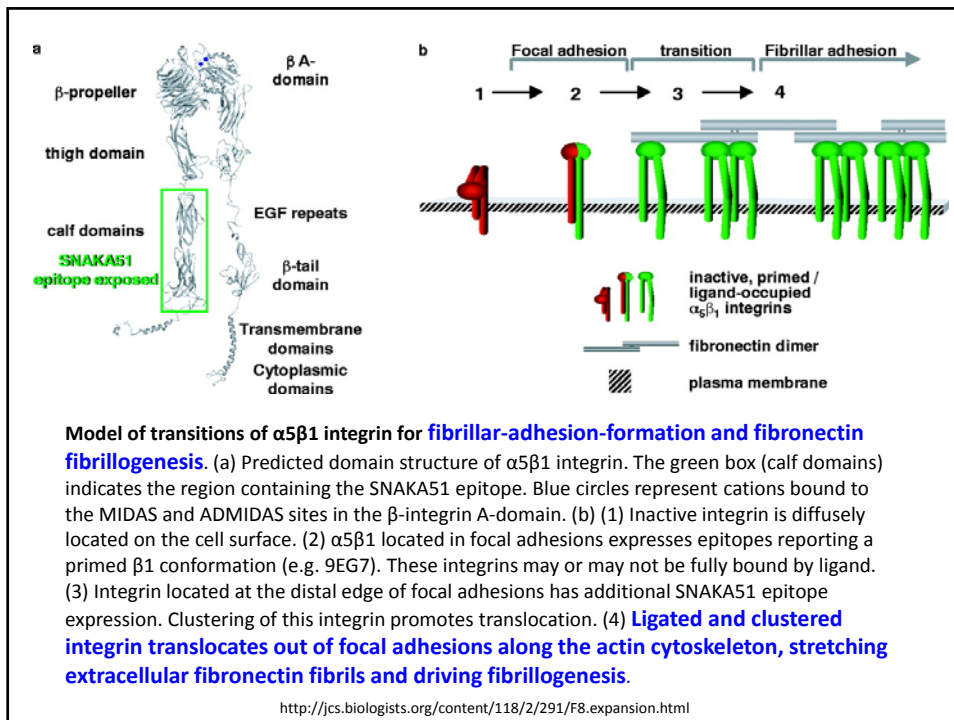 a
β-propeller
thigh domain
calf domains
SNAKA51
epitope exposed
β A-
domain
EGF repeats
β-tail
domain
Transmembrane
domains
Cytoplasmic
domains
b
Focal adhesion transition Fibrillar adhesion
1 2 3 4
inactive, primed /
ligand-occupied
α5β1 integrins
fibronectin dimer
plasma membrane
Model of transitions of α5β1 integrin for fibrillar-adhesion-formation and fibronectin
fibrillogenesis. (a) Predicted domain structure of α5β1 integrin. The green box (calf domains)
indicates the region containing the SNAKA51 epitope. Blue circles represent cations bound to
the MIDAS and ADMIDAS sites in the β-integrin A-domain. (b) (1) Inactive integrin is diffusely
located on the cell surface. (2) α5β1 located in focal adhesions expresses epitopes reporting a
primed β1 conformation (e.g. 9EG7). These integrins may or may not be fully bound by ligand.
(3) Integrin located at the distal edge of focal adhesions has additional SNAKA51 epitope
expression. Clustering of this integrin promotes translocation. (4) Ligated and clustered
integrin translocates out of focal adhesions along the actin cytoskeleton, stretching
extracellular fibronectin fibrils and driving fibrillogenesis.
http://jcs.biologists.org/content/118/2/291/F8.expansion.html